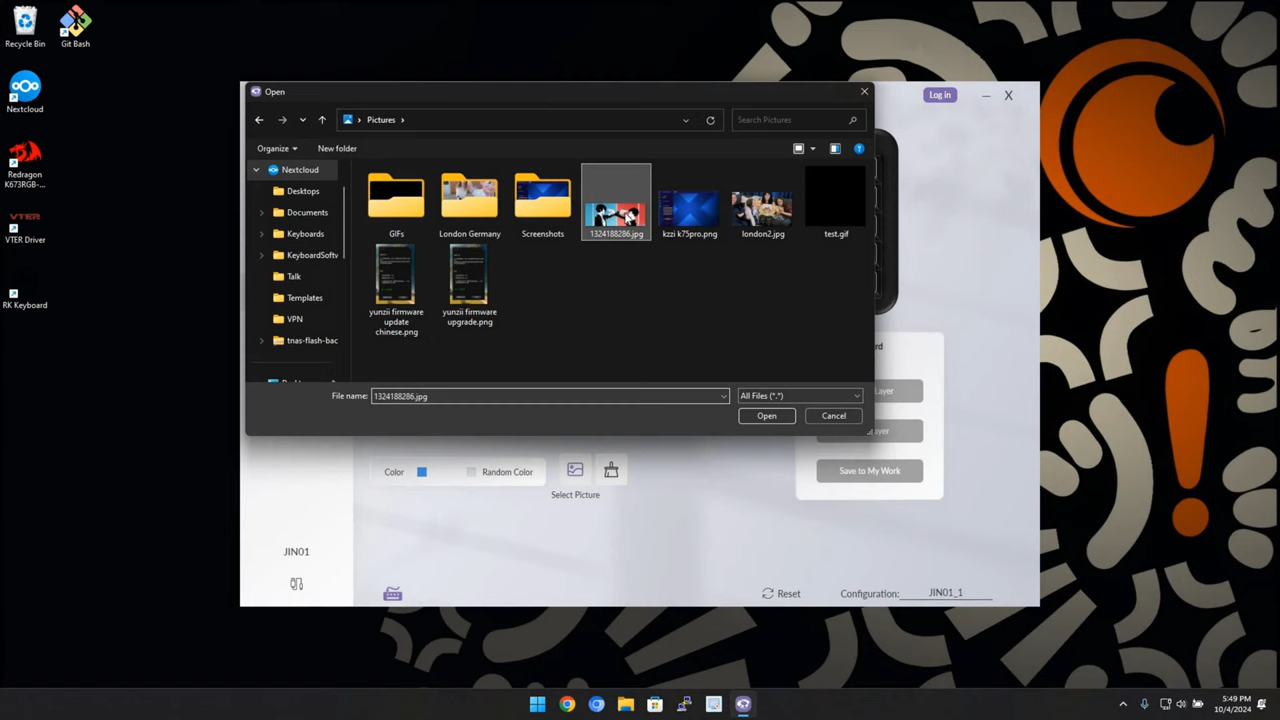 Recycle Bin
Git Bash
Nextcloud
Redragon
K673RGB-...
VTER
VTER Driver
RK Keyboard
Open
Log in
X
Pictures
Search Pictures
Organize
New folder
Nextcloud
Desktops
Documents
Keyboards
KeyboardSoftw
Talk
Templates
VPN
tnas-flash-bac
GIFs
London Germany
Screenshots
1324188286.jpg
kzzi k75pro.png
london2.jpg
test.gif
yunzii firmware
update
chinese.png
yunzii firmware
upgrade.png
File name:
1324188286.jpg
All Files (*.*)
Open
Cancel
Color
Random Color
Select Picture
Save to My Work
JIN01
Reset
Configuration:
JIN01_1
5:49 PM
10/4/2024